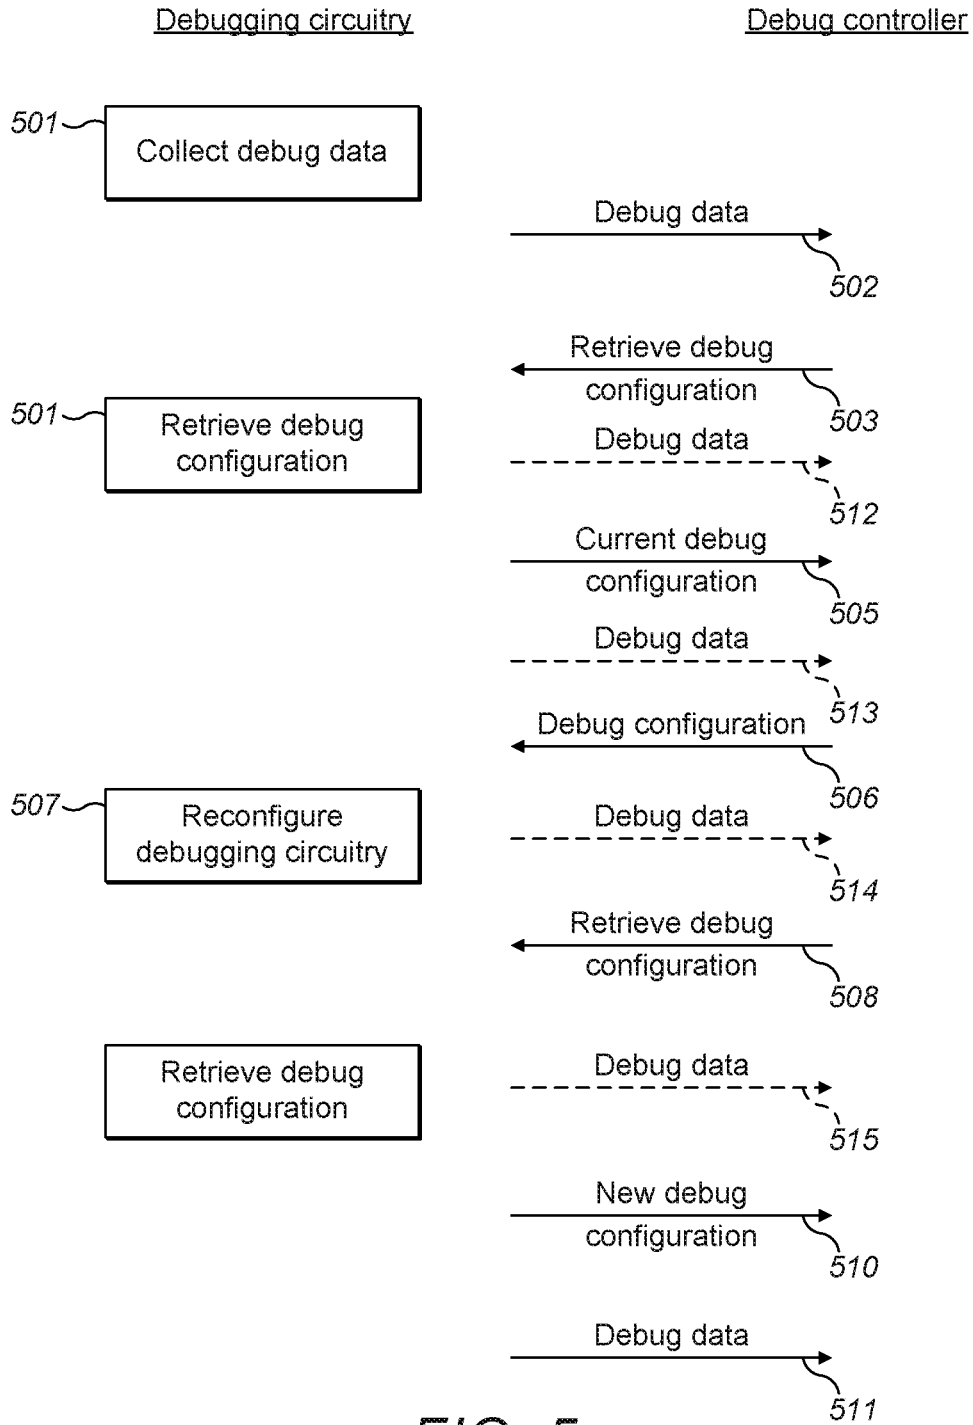 Debugging circuitry
Debug controller
501
Collect debug data
Debug data
502
Retrieve debug
configuration
503
501
Retrieve debug
configuration
Debug data
512
Current debug
configuration
505
Debug data
513
Debug configuration
506
507
Reconfigure
debugging circuitry
Debug data
514
Retrieve debug
configuration
508
Retrieve debug
configuration
Debug data
515
New debug
configuration
510
Debug data
511
FIG. 5